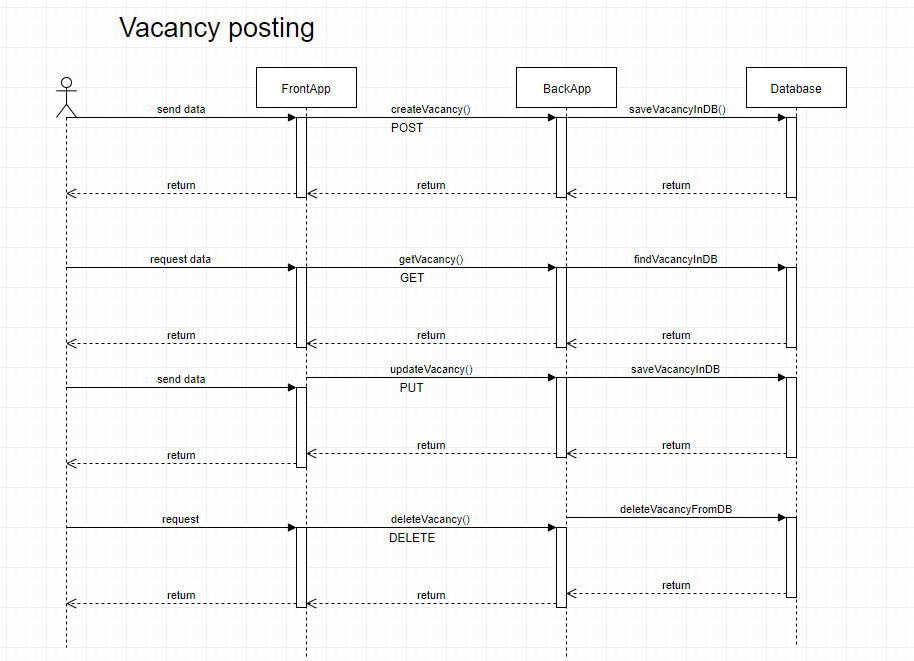 Vacancy posting
FrontApp
BackApp
Database
send data
createVacancy()
saveVacancyInDB()
POST
return
return
return
request data
getVacancy()
findVacancyInDB
GET
return
return
return
updateVacancy()
saveVacancyInDB
send data
PUT
return
return
return
deleteVacancyFromDB
request
deleteVacancy()
DELETE
return
return
return